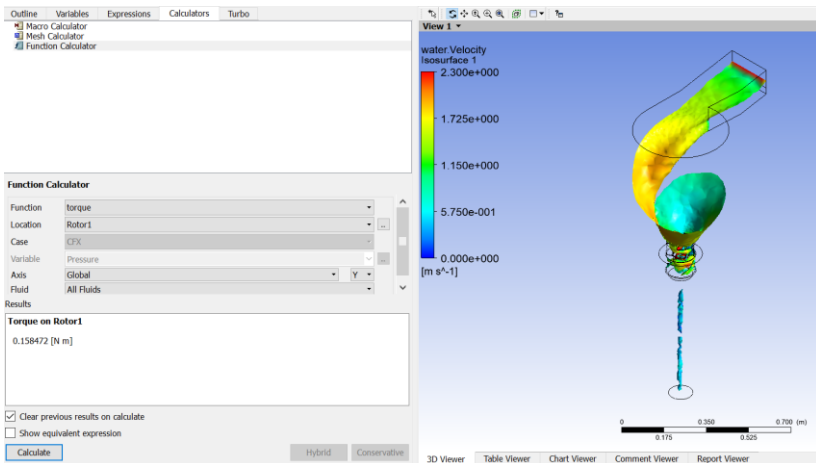 Outline Variables Expressions Calculators Turbo
Macro Calculator
Mesh Calculator
Function Calculator
Function Calculator
Function torque
Location Rotor1 ..
Case CFX
Variable Pressure ..
Axis Global Y
Fluid All Fluids
Results
Torque on Rotor1
0.158472 [N m]
Clear previous results on calculate
Show equivalent expression
Calculate Hybrid Conservative
View 1
water.Velocity
Isosurface 1
2.300e+000
1.725e+000
1.150e+000
5.750e-001
0.000e+000
[m s^-1]
0 0.350 0.700 (m)
0.175 0.525
3D Viewer Table Viewer Chart Viewer Comment Viewer Report Viewer